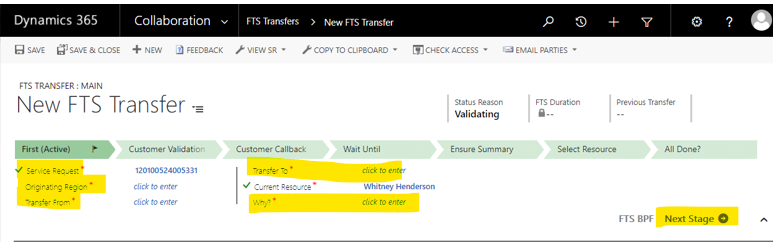 Dynamics 365 Collaboration FTS Transfers > New FTS Transfer ?
SAVE SAVE & CLOSE + NEW FEEDBACK VIEW SR COPY TO CLIPBOARD CHECK ACCESS EMAIL PARTIES
FTS TRANSFER : MAIN
New FTS Transfer
Status Reason FTS Duration Previous Transfer
Validating -- --
First (Active) Customer Validation Customer Callback Wait Until Ensure Summary Select Resource All Done?
Service Request * 120100524005331 Transfer To * click to enter
Originating Region * click to enter Current Resource * Whitney Henderson
Transfer From * click to enter Why? * click to enter
FTS BPF Next Stage